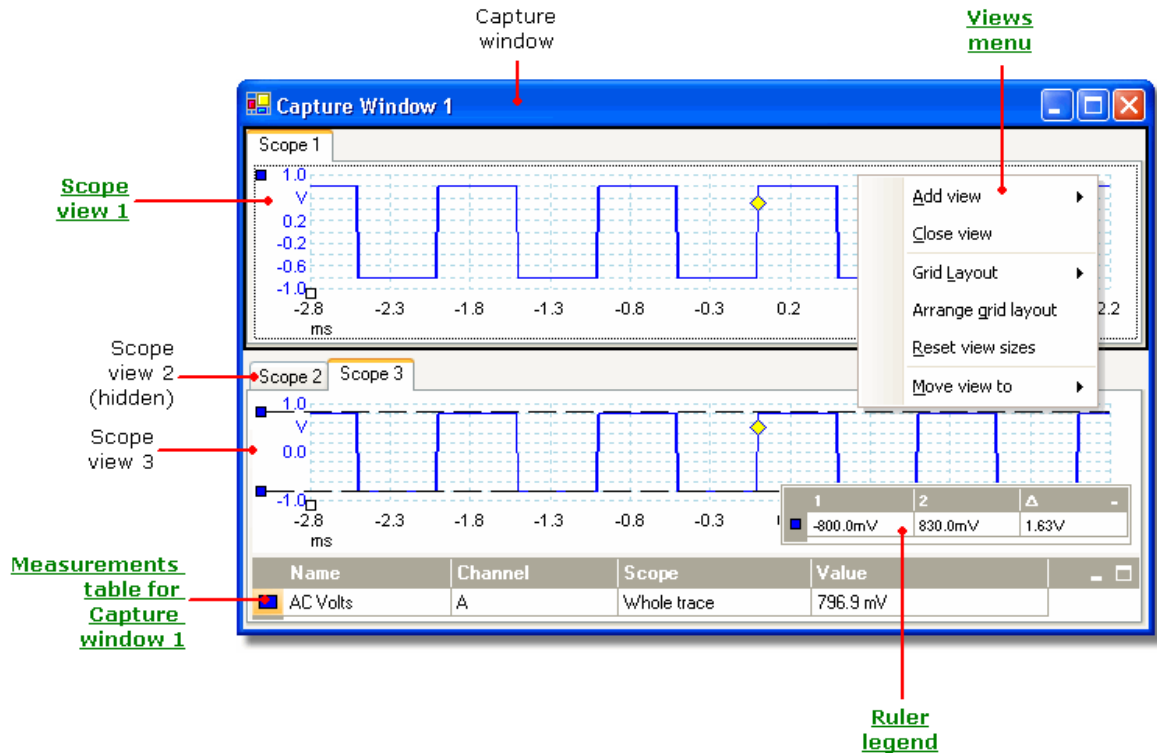 Capture
window
Views
menu
Capture Window 1
Scope 1
Scope
view 1
1.0
V
0.2
-0.2
-0.6
-1.0
-2.8
-2.3
-1.8
-1.3
-0.8
-0.3
0.2
2.2
ms
Add view
Close view
Grid Layout
Arrange grid layout
Reset view sizes
Move view to
Scope
view 2
(hidden)
Scope 2
Scope 3
Scope
view 3
1.0
V
0.0
-1.0
-2.8
-2.3
-1.8
-1.3
-0.8
-0.3
ms
1 2 Δ -
-800.0mV 830.0mV 1.63V
Measurements
table for
Capture
window 1
Name Channel Scope Value
AC Volts A Whole trace 796.9 mV
Ruler
legend